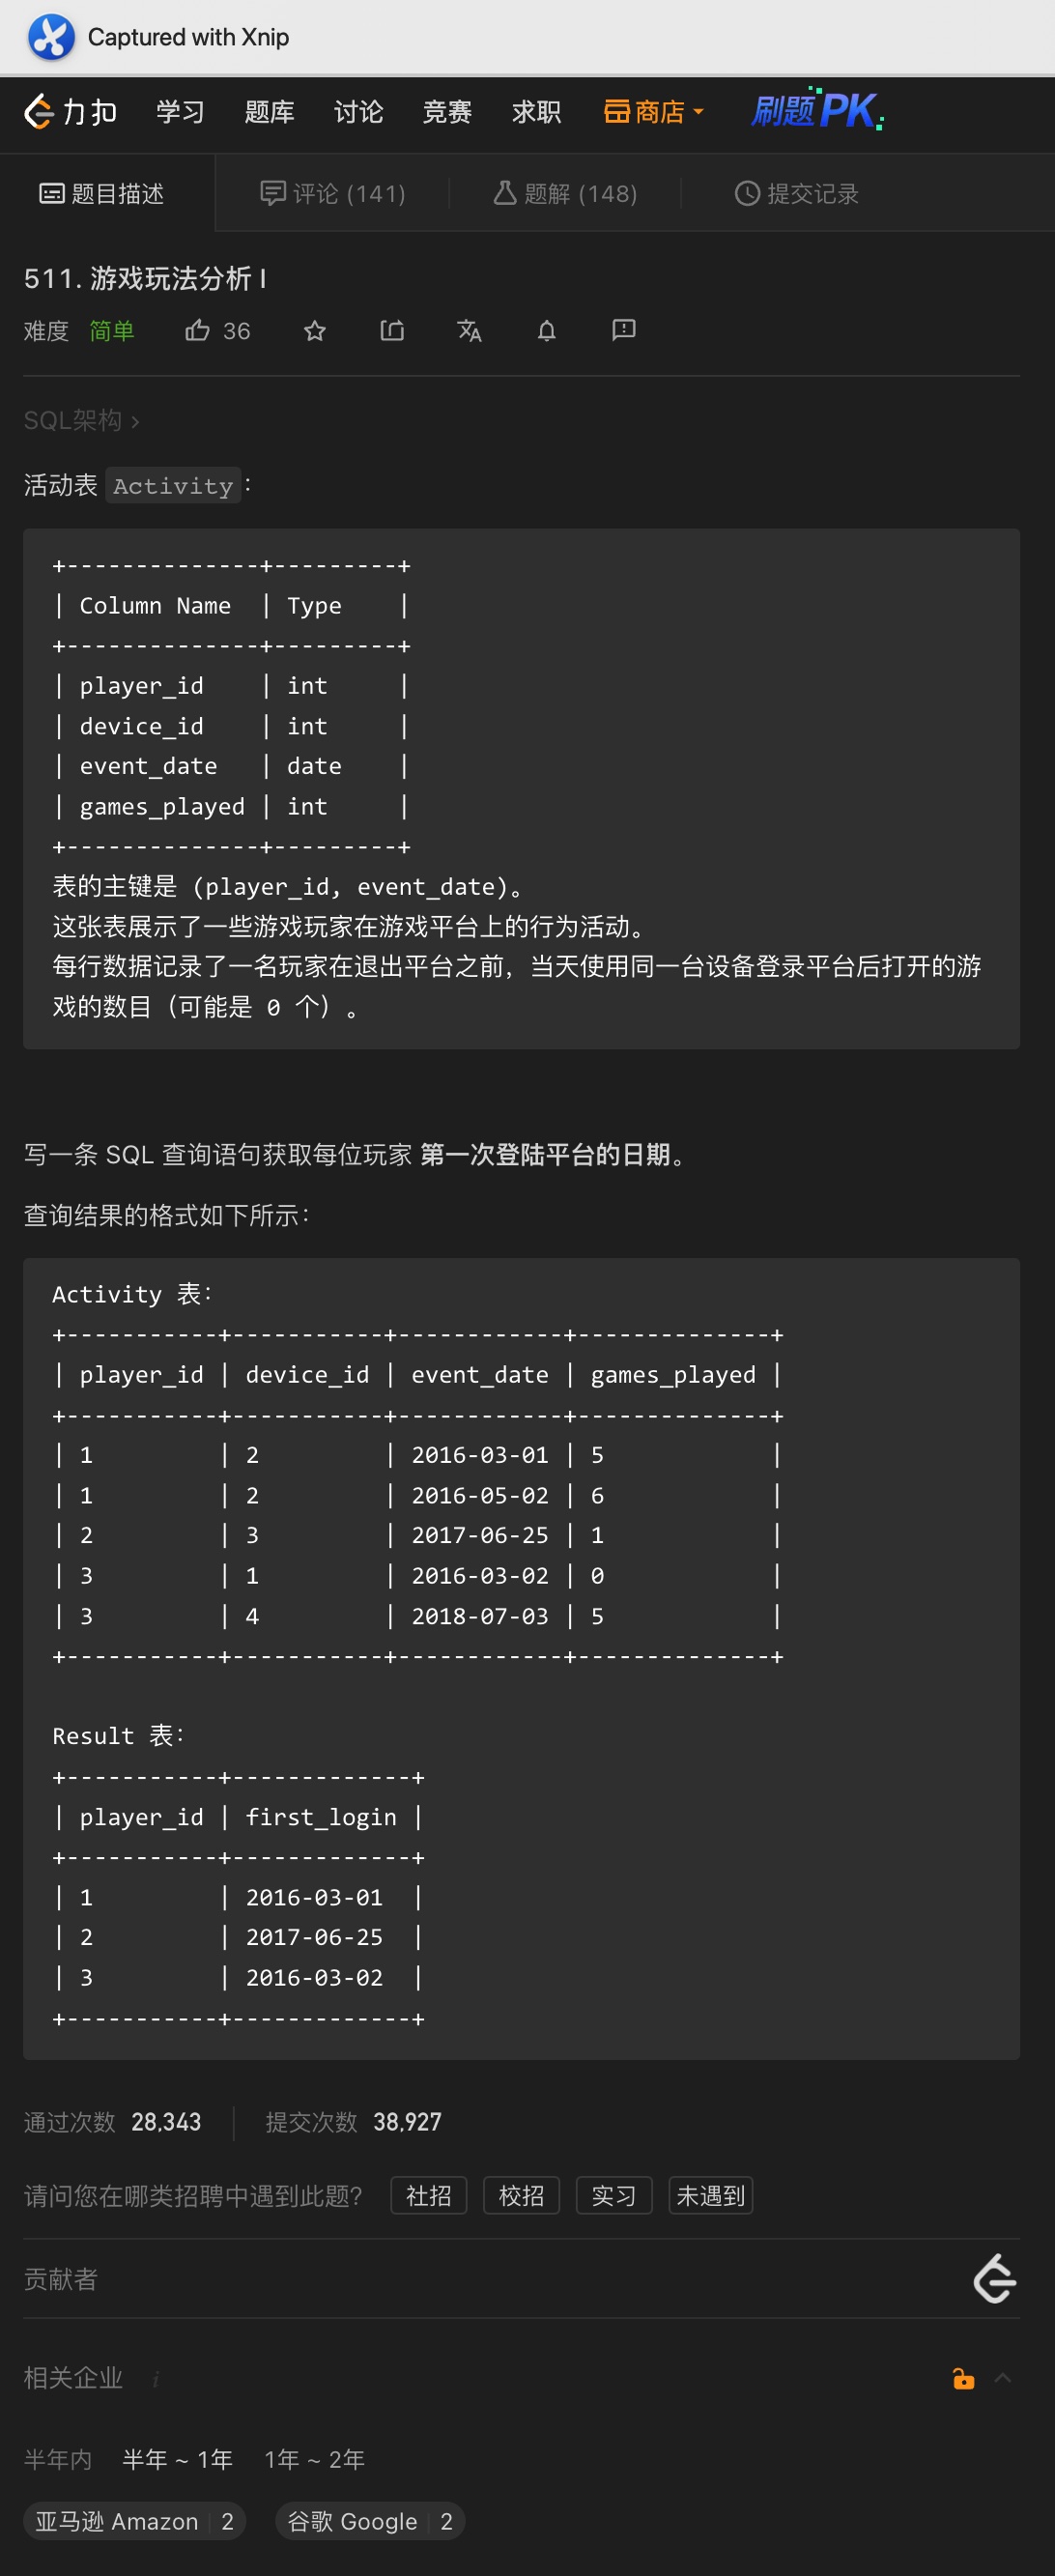 Captured with Xnip
力扣 学习 题库 讨论 竞赛 求职 商店 刷题PK
题目描述 评论 (141) 题解 (148) 提交记录
511. 游戏玩法分析 I
难度 简单 36
SQL架构 >
活动表 Activity：
+--------------+---------+
| Column Name  | Type    |
+--------------+---------+
| player_id    | int     |
| device_id    | int     |
| event_date   | date    |
| games_played | int     |
+--------------+---------+
表的主键是 (player_id, event_date)。
这张表展示了一些游戏玩家在游戏平台上的行为活动。
每行数据记录了一名玩家在退出平台之前，当天使用同一台设备登录平台后打开的游
戏的数目（可能是 0 个）。
写一条 SQL 查询语句获取每位玩家 第一次登陆平台的日期。
查询结果的格式如下所示：
Activity 表：
+-----------+-----------+------------+--------------+
| player_id | device_id | event_date | games_played |
+-----------+-----------+------------+--------------+
| 1         | 2         | 2016-03-01 | 5            |
| 1         | 2         | 2016-05-02 | 6            |
| 2         | 3         | 2017-06-25 | 1            |
| 3         | 1         | 2016-03-02 | 0            |
| 3         | 4         | 2018-07-03 | 5            |
+-----------+-----------+------------+--------------+
Result 表：
+-----------+-------------+
| player_id | first_login |
+-----------+-------------+
| 1         | 2016-03-01  |
| 2         | 2017-06-25  |
| 3         | 2016-03-02  |
+-----------+-------------+
通过次数 28,343 提交次数 38,927
请问您在哪类招聘中遇到此题? 社招 校招 实习 未遇到
贡献者
相关企业 i
半年内 半年 ~ 1年 1年 ~ 2年
亚马逊 Amazon | 2 谷歌 Google | 2